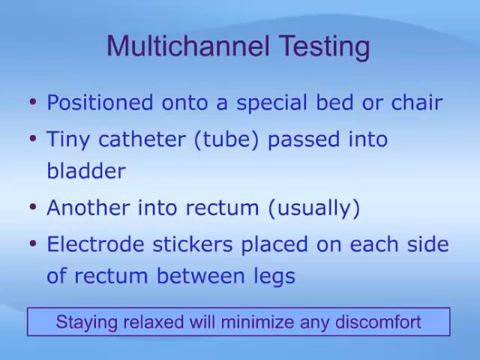 Multichannel Testing
• Positioned onto a special bed or chair
• Tiny catheter (tube) passed into
bladder
• Another into rectum (usually)
• Electrode stickers placed on each side
of rectum between legs
Staying relaxed will minimize any discomfort